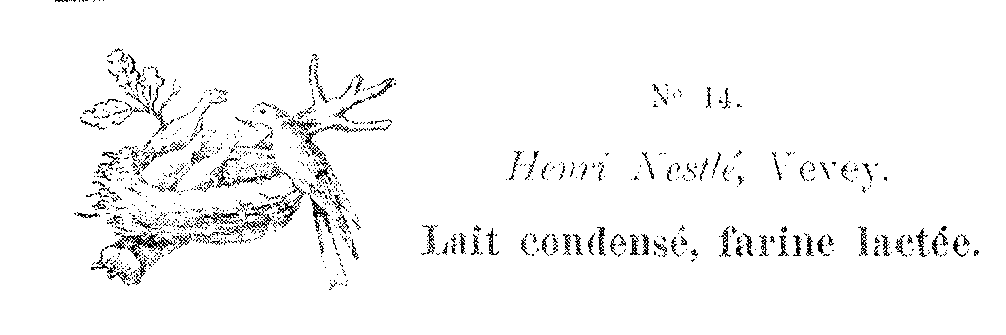 No 14.
Henri Nestlé, Vevey.
Lait condensé, farine lactée.